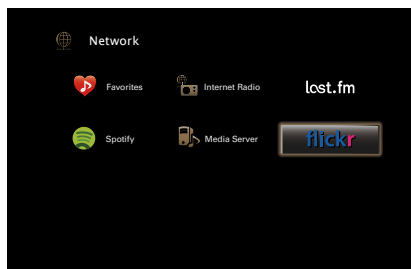 Network
Favorites
Internet Radio
last.fm
Spotify
Media Server
flickr